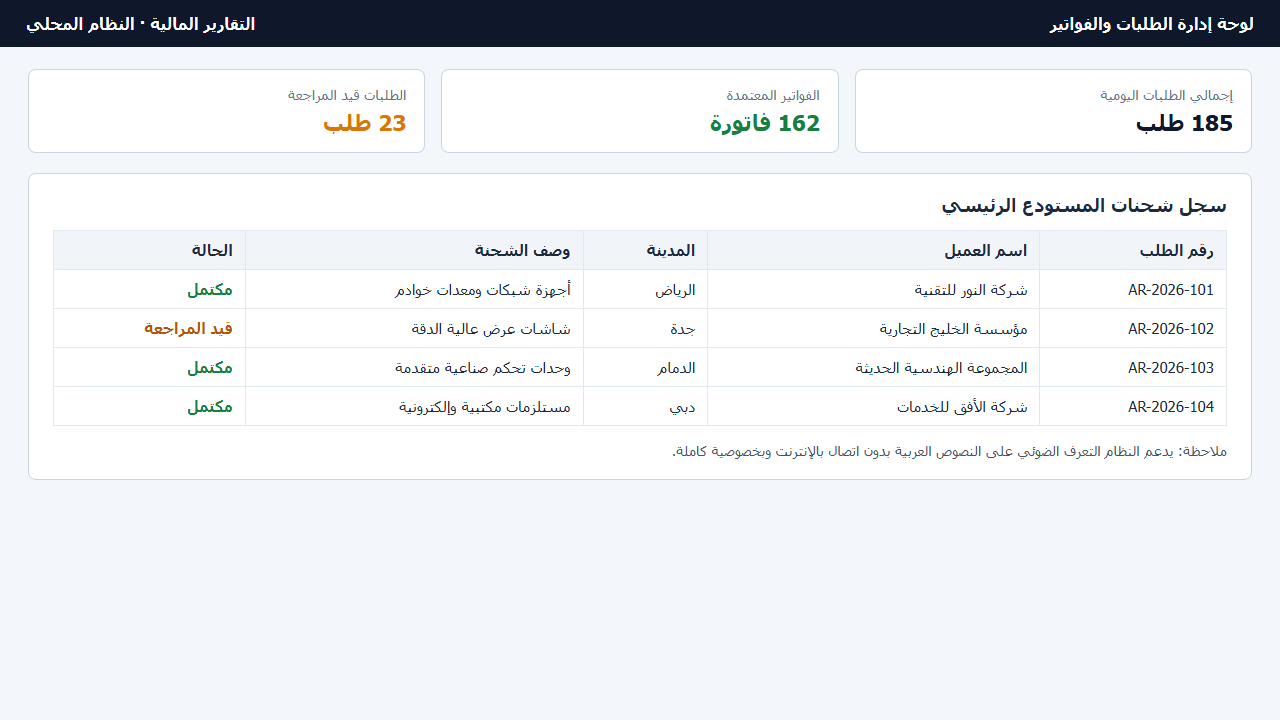 لوحة إدارة الطلبات والفواتير
التقارير المالية · النظام المحلي
إجمالي الطلبات اليومية
185 طلب
الفواتير المعتمدة
162 فاتورة
الطلبات قيد المراجعة
23 طلب
سجل شحنات المستودع الرئيسي
رقم الطلب اسم العميل المدينة وصف الشحنة الحالة
AR-2026-101 شركة النور للتقنية الرياض أجهزة شبكات ومعدات خوادم مكتمل
AR-2026-102 مؤسسة الخليج التجارية جدة شاشات عرض عالية الدقة قيد المراجعة
AR-2026-103 المجموعة الهندسية الحديثة الدمام وحدات تحكم صناعية متقدمة مكتمل
AR-2026-104 شركة الأفق للخدمات دبي مستلزمات مكتبية وإلكترونية مكتمل
ملاحظة: يدعم النظام التعرف الضوئي على النصوص العربية بدون اتصال بالإنترنت وبخصوصية كاملة.